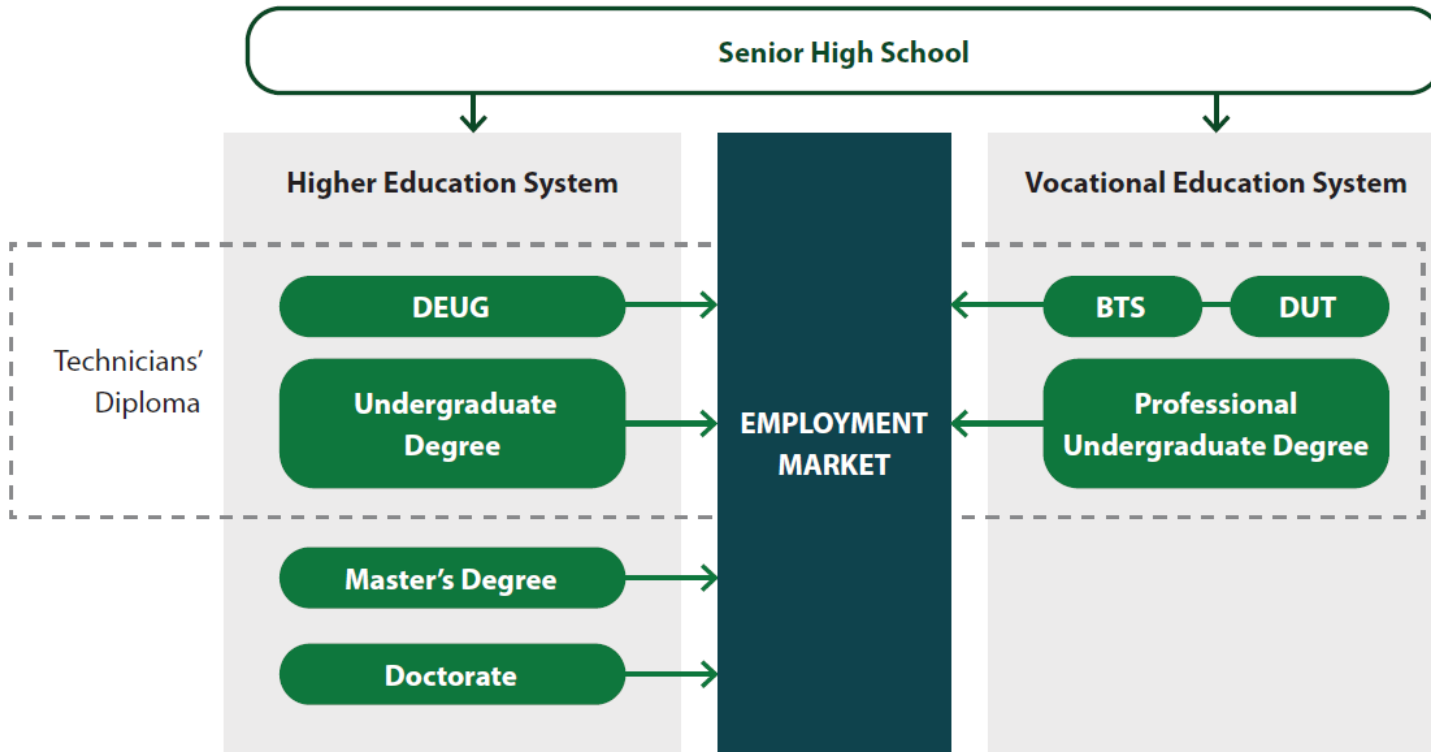 Senior High School
Higher Education System
Vocational Education System
Technicians’
Diploma
DEUG
Undergraduate
Degree
Master’s Degree
Doctorate
EMPLOYMENT
MARKET
BTS
DUT
Professional
Undergraduate Degree